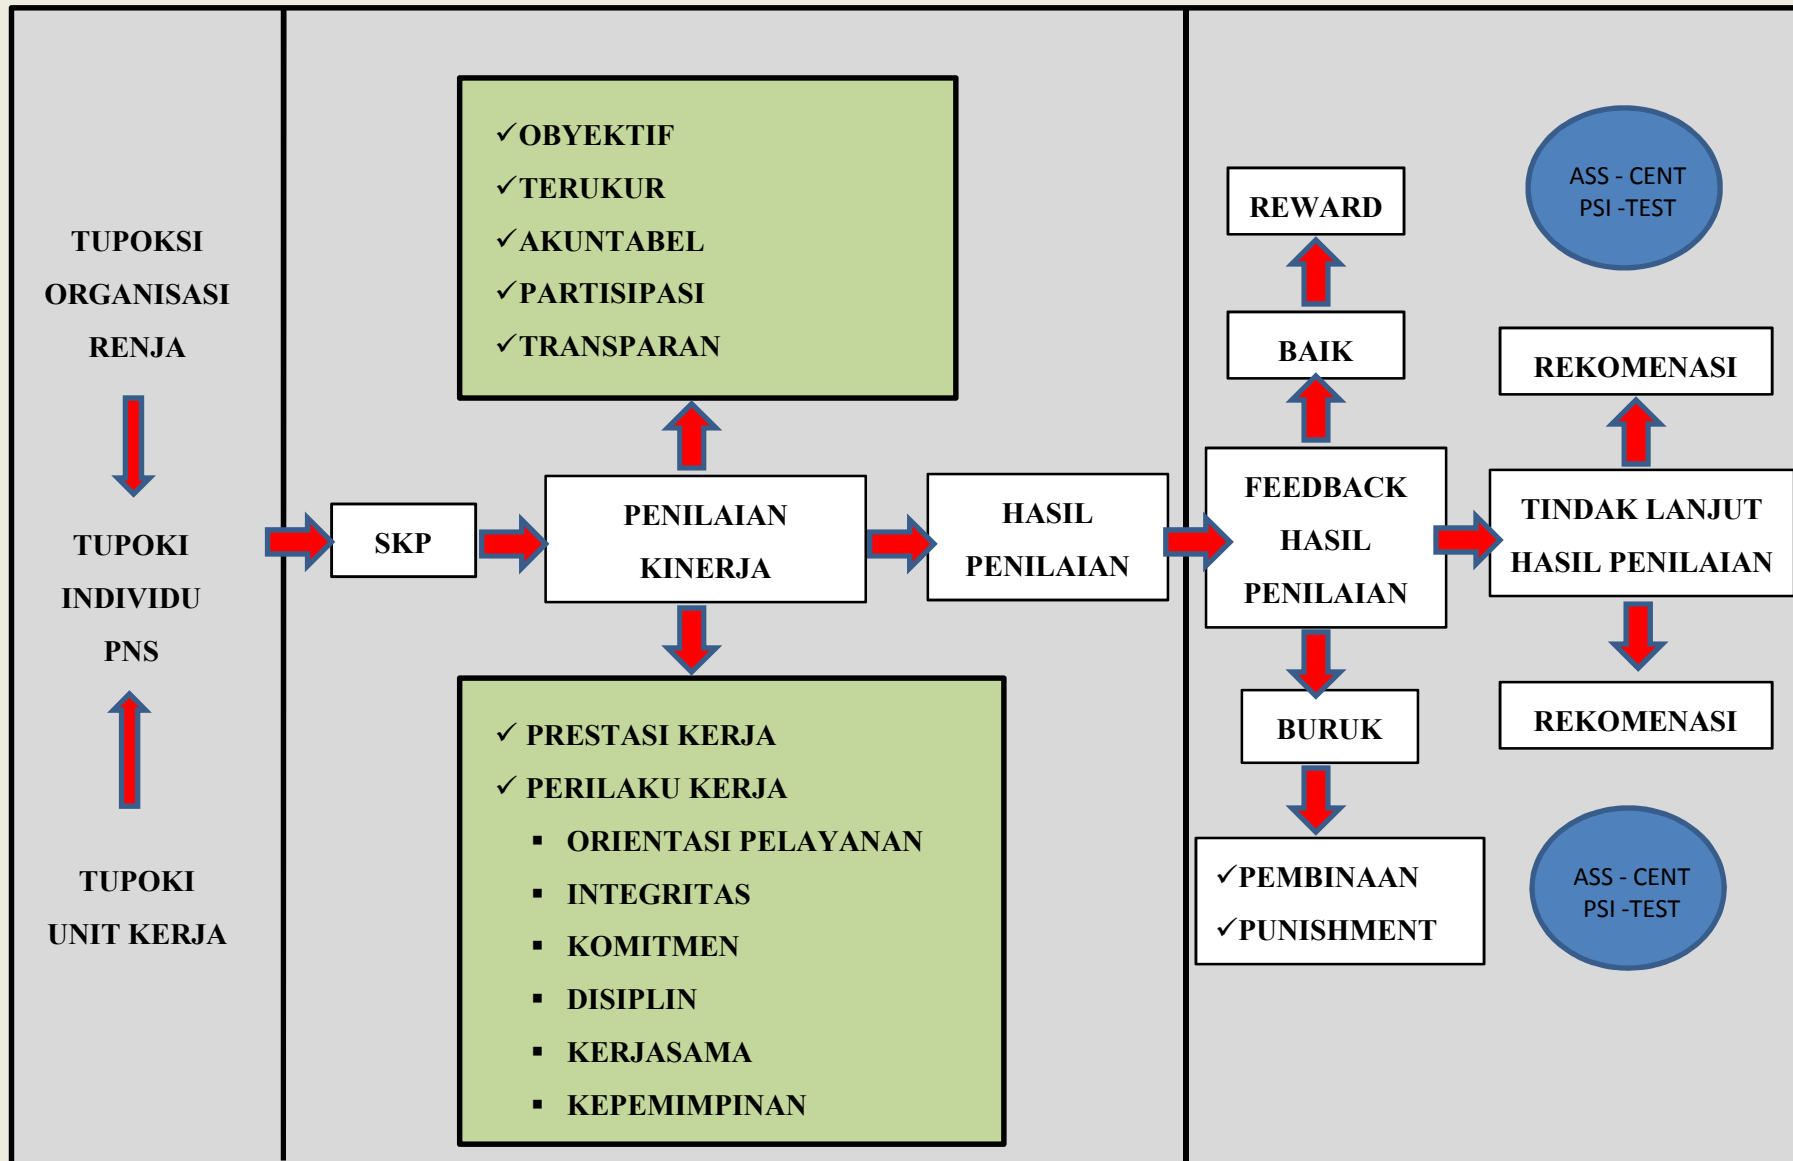 TUPOKSI
ORGANISASI
RENJA
TUPOKI
INDIVIDU
PNS
TUPOKI
UNIT KERJA
✓OBYEKTIF
✓TERUKUR
✓AKUNTABEL
✓PARTISIPASI
✓TRANSPARAN
SKP
PENILAIAN
KINERJA
HASIL
PENILAIAN
✓ PRESTASI KERJA
✓ PERILAKU KERJA
▪ ORIENTASI PELAYANAN
▪ INTEGRITAS
▪ KOMITMEN
▪ DISIPLIN
▪ KERJASAMA
▪ KEPEMIMPINAN
REWARD
BAIK
FEEDBACK
HASIL
PENILAIAN
BURUK
✓PEMBINAAN
✓PUNISHMENT
ASS - CENT
PSI -TEST
REKOMENASI
TINDAK LANJUT
HASIL PENILAIAN
REKOMENASI
ASS - CENT
PSI -TEST